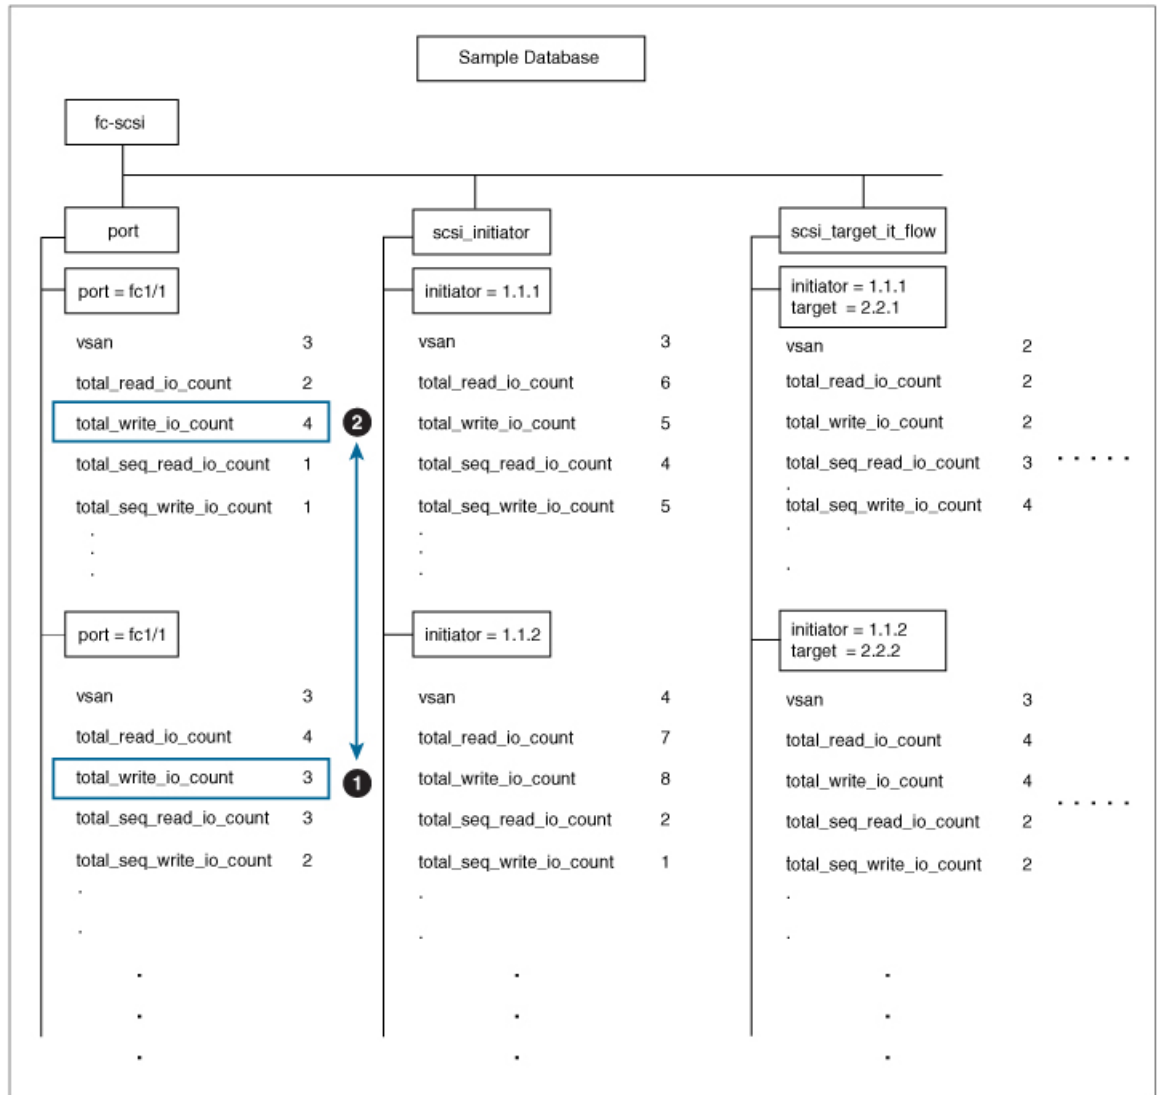 Sample Database
fc-scsi
port
scsi_initiator
scsi_target_it_flow
port = fc1/1
vsan 3
total_read_io_count 2
total_write_io_count 4
total_seq_read_io_count 1
total_seq_write_io_count 1
port = fc1/1
vsan 3
total_read_io_count 4
total_write_io_count 3
total_seq_read_io_count 3
total_seq_write_io_count 2
2
1
initiator = 1.1.1
vsan 3
total_read_io_count 6
total_write_io_count 5
total_seq_read_io_count 4
total_seq_write_io_count 5
initiator = 1.1.2
vsan 4
total_read_io_count 7
total_write_io_count 8
total_seq_read_io_count 2
total_seq_write_io_count 1
initiator = 1.1.1
target = 2.2.1
vsan 2
total_read_io_count 2
total_write_io_count 2
total_seq_read_io_count 3
total_seq_write_io_count 4
initiator = 1.1.2
target = 2.2.2
vsan 3
total_read_io_count 4
total_write_io_count 4
total_seq_read_io_count 2
total_seq_write_io_count 2